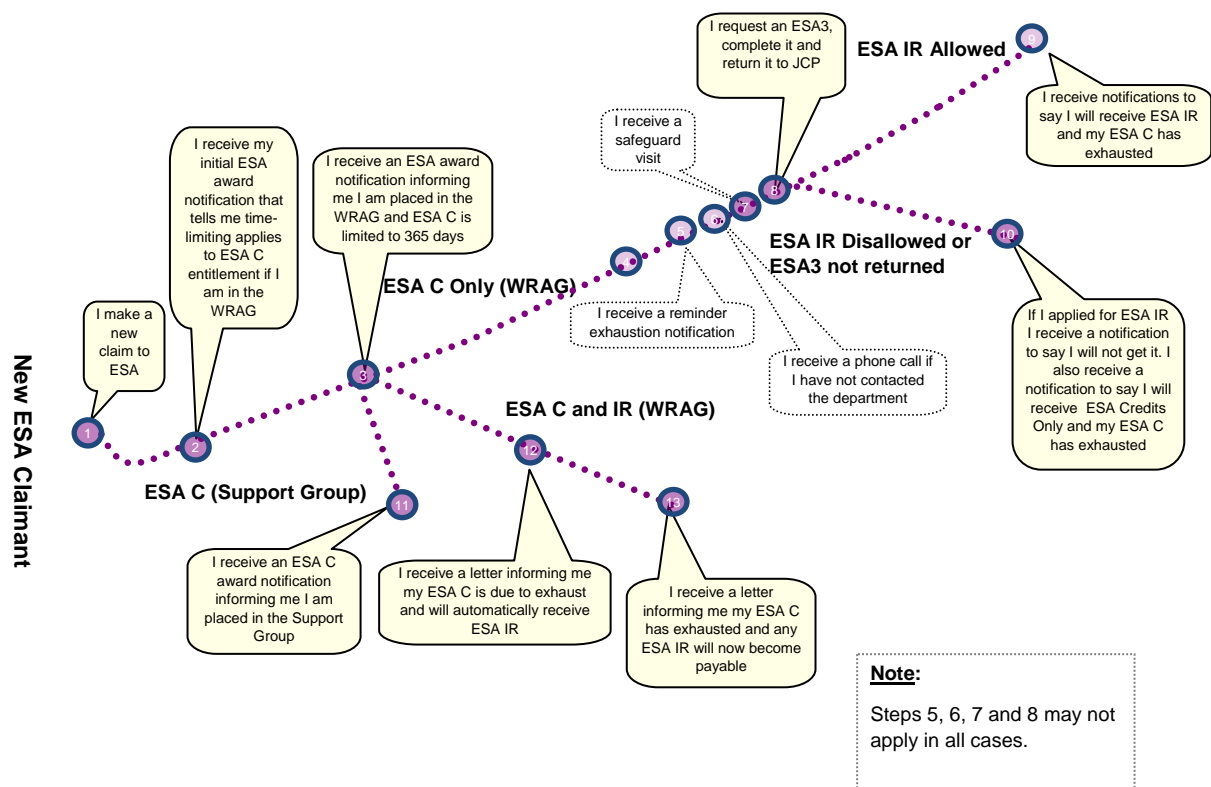 New ESA Claimant
I make a
new
claim to
ESA
1
I receive my
initial ESA
award
notification that
tells me time-
limiting applies
to ESA C
entitlement if I
am in the
WRAG
2
I receive an ESA award
notification informing
me I am placed in the
WRAG and ESA C is
limited to 365 days
3
ESA C Only (WRAG)
4
5
I receive a reminder
exhaustion notification
6
I receive a phone call if
I have not contacted
the department
I receive a
safeguard
visit
7
I request an ESA3,
complete it and
return it to JCP
8
ESA IR Allowed
9
I receive notifications to
say I will receive ESA IR
and my ESA C has
exhausted
ESA IR Disallowed or
ESA3 not returned
10
If I applied for ESA IR
I receive a notification
to say I will not get it. I
also receive a
notification to say I will
receive ESA Credits
Only and my ESA C
has exhausted
ESA C (Support Group)
11
I receive an ESA C
award notification
informing me I am
placed in the Support
Group
ESA C and IR (WRAG)
12
I receive a letter informing me
my ESA C is due to exhaust
and will automatically receive
ESA IR
13
I receive a letter
informing me my ESA C
has exhausted and any
ESA IR will now become
payable
Note:
Steps 5, 6, 7 and 8 may not
apply in all cases.